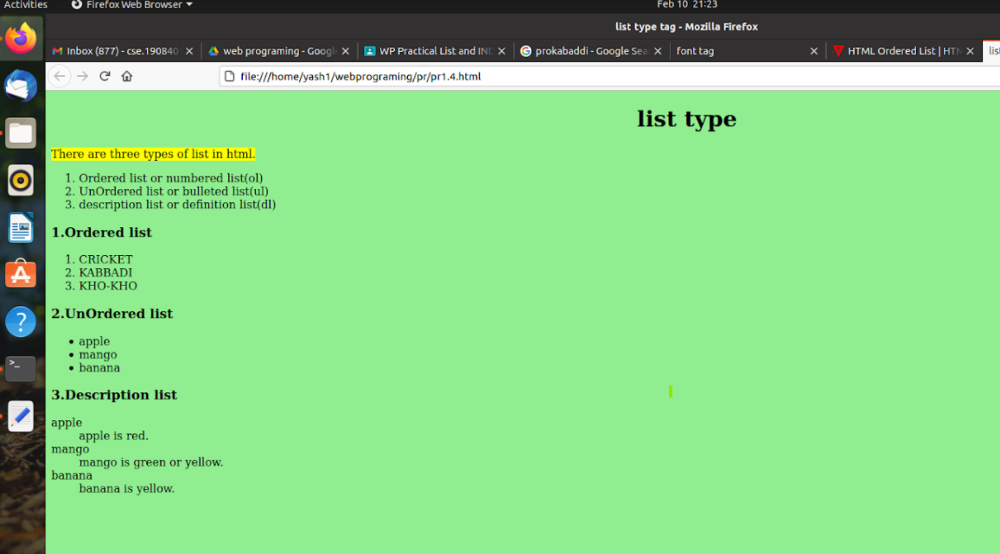 Activities Firefox Web Browser Feb 10 21:23
list type tag - Mozilla Firefox
Inbox (877) - cse.190840 web programing - Googl WP Practical List and IND prokabaddi - Google Sea font tag HTML Ordered List | HTM list
file:///home/yash1/webprograming/pr/pr1.4.html
list type
There are three types of list in html.
1. Ordered list or numbered list(ol)
2. UnOrdered list or bulleted list(ul)
3. description list or definition list(dl)
1.Ordered list
1. CRICKET
2. KABBADI
3. KHO-KHO
2.UnOrdered list
• apple
• mango
• banana
3.Description list
apple
apple is red.
mango
mango is green or yellow.
banana
banana is yellow.